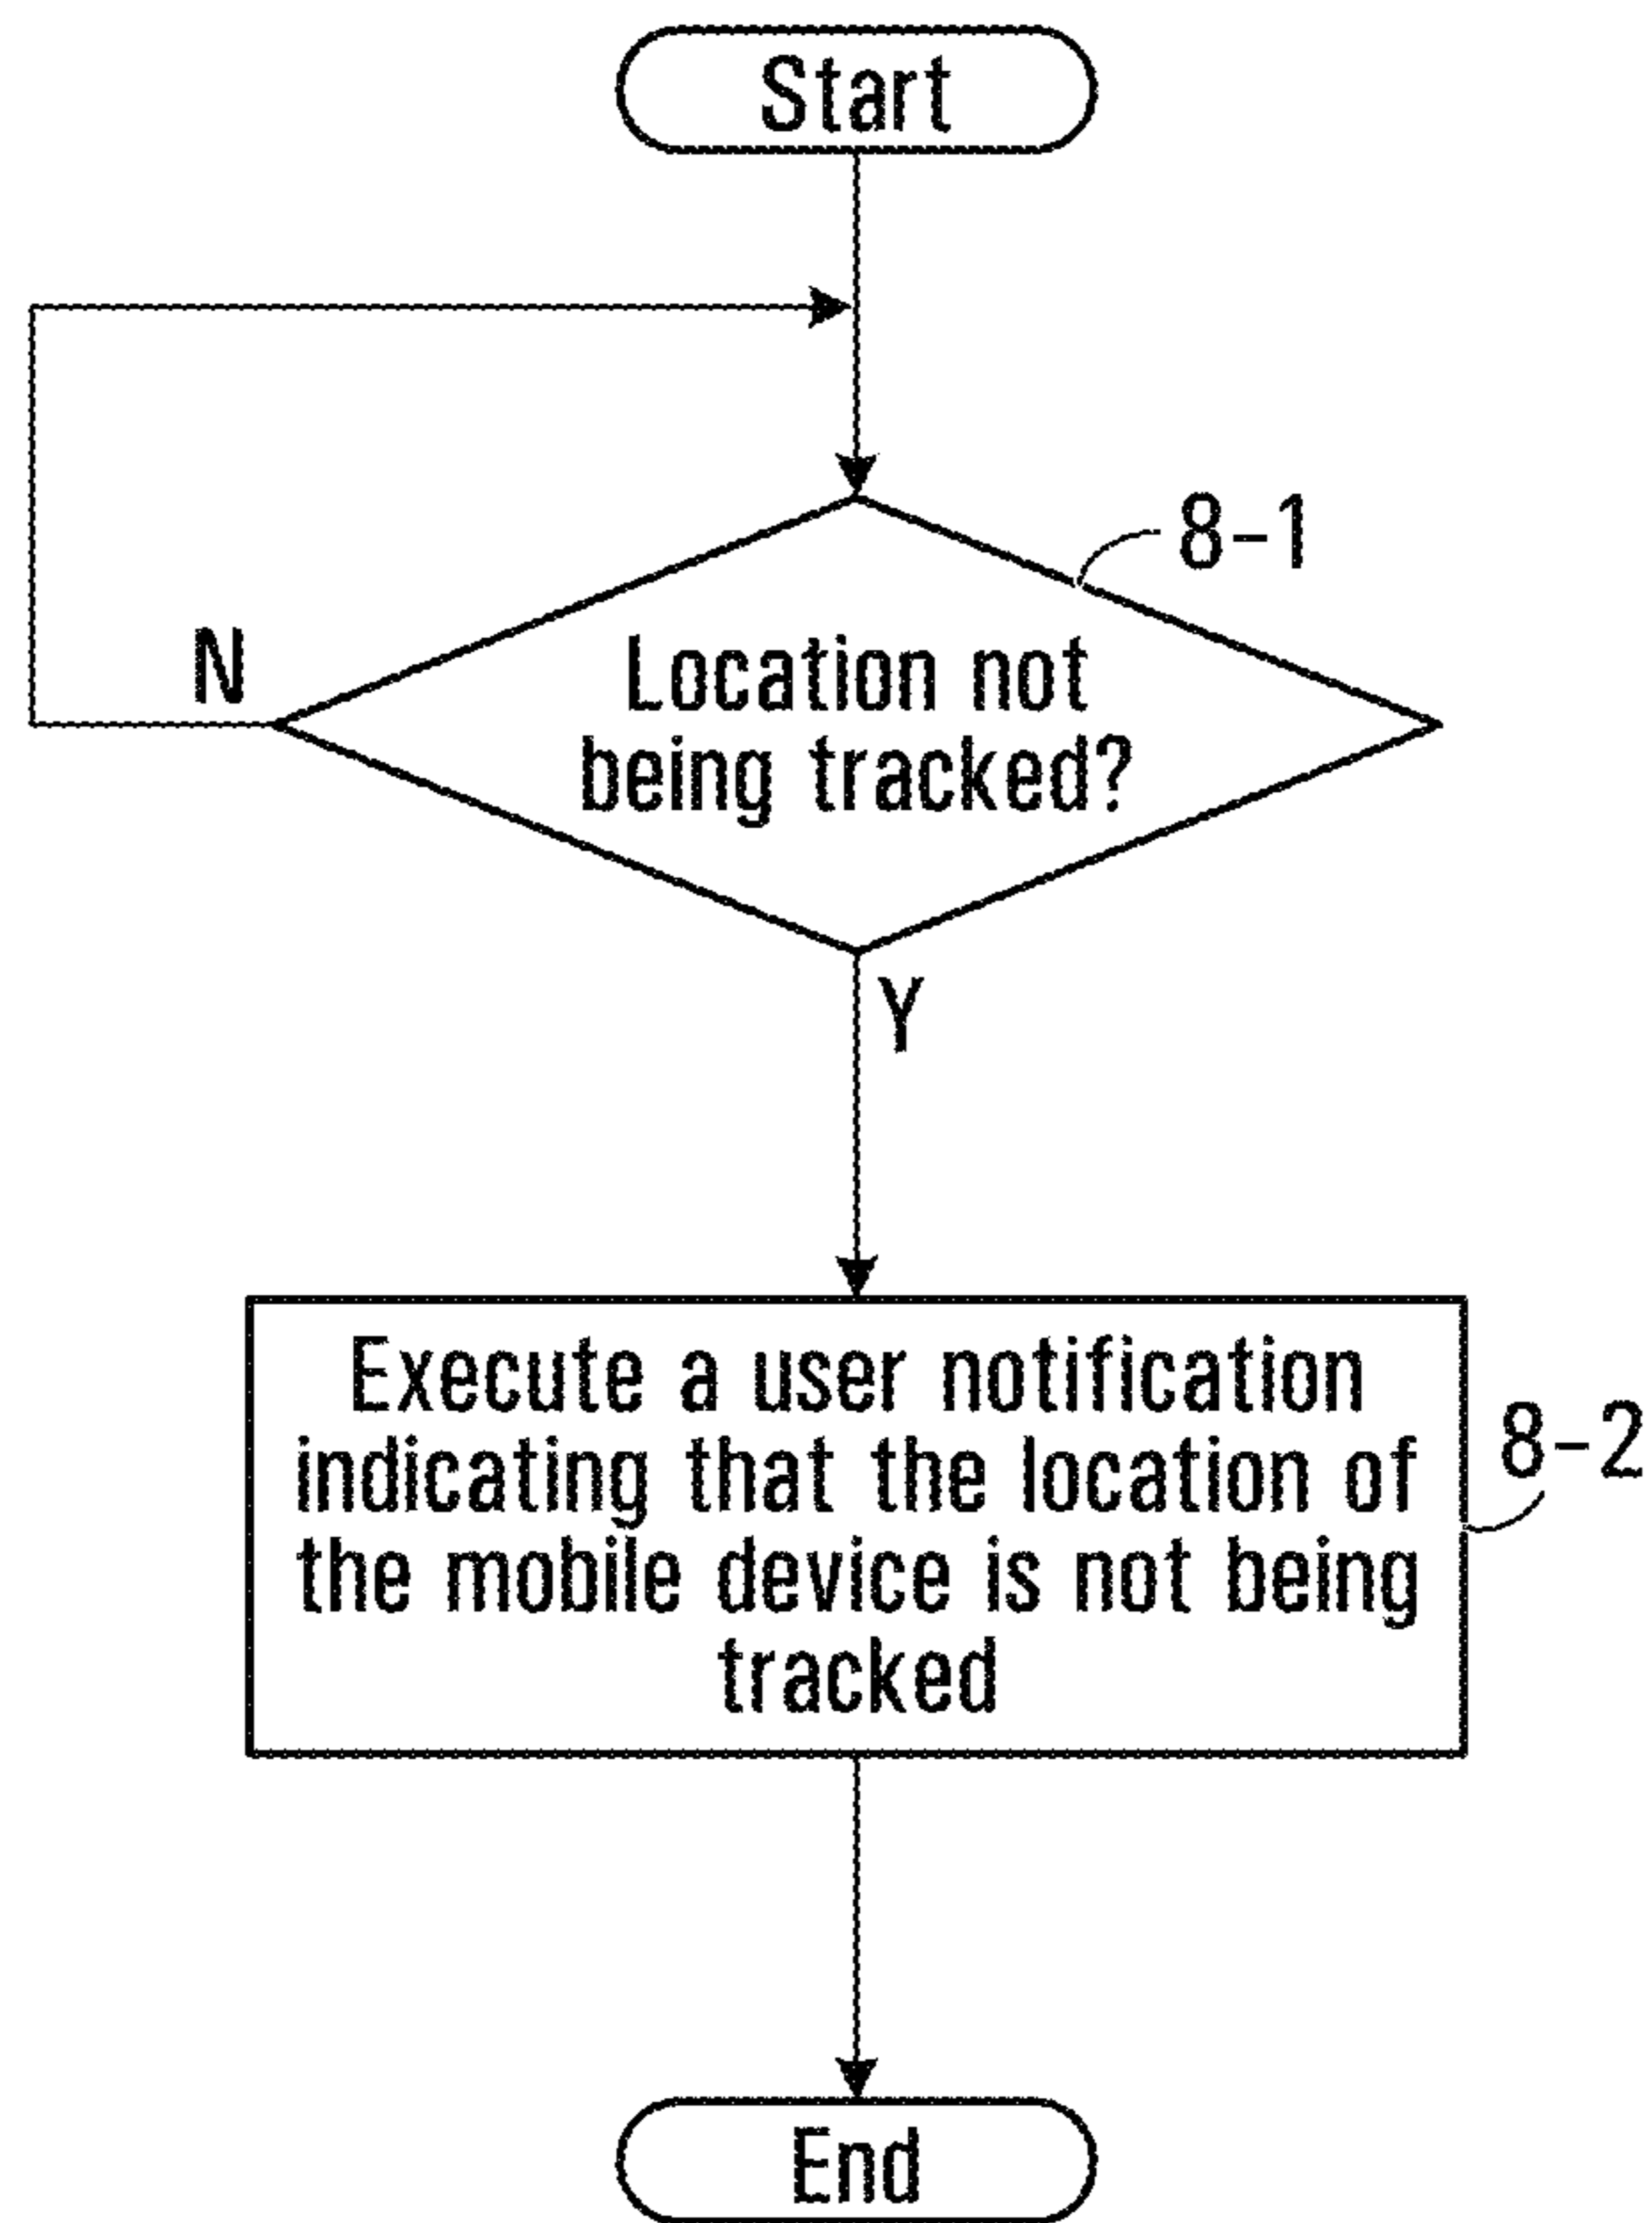 Start
8-1
N
Location not
being tracked?
Y
Execute a user notification
indicating that the location of
the mobile device is not being
tracked
8-2
End